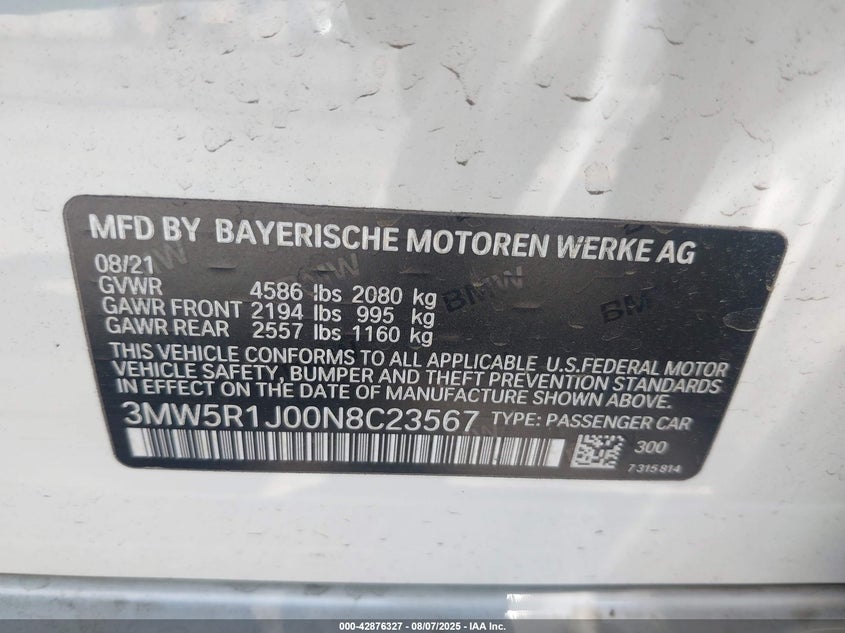 MFD BY BAYERISCHE MOTOREN WERKE AG
08/21
GVWR 4586 lbs 2080 kg
GAWR FRONT 2194 lbs 995 kg
GAWR REAR 2557 lbs 1160 kg
THIS VEHICLE CONFORMS TO ALL APPLICABLE U.S.FEDERAL MOTOR
VEHICLE SAFETY, BUMPER AND THEFT PREVENTION STANDARDS
IN EFFECT ON THE DATE OF MANUFACTURE SHOWN ABOVE.
3MW5R1J00N8C23567 TYPE: PASSENGER CAR
300
7 315 814
BMW
BMW
BMW
000-42876327 - 08/07/2025 - IAA Inc.